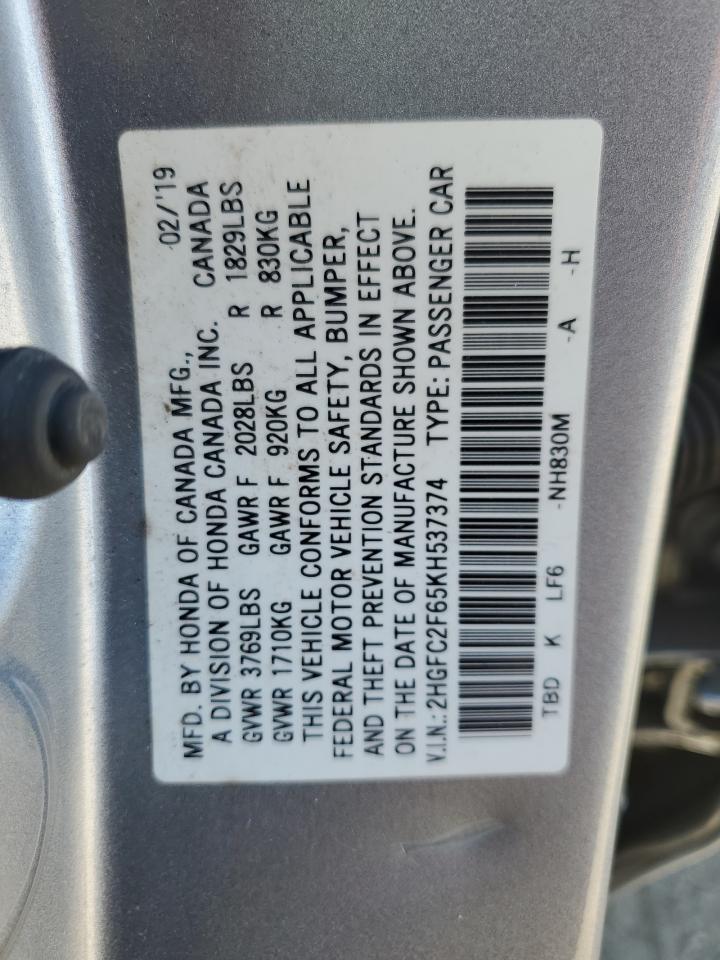 MFD. BY HONDA OF CANADA MFG., 02/'19
A DIVISION OF HONDA CANADA INC. CANADA
GVWR 3769LBS GAWR F 2028LBS R 1829LBS
GVWR 1710KG GAWR F 920KG R 830KG
THIS VEHICLE CONFORMS TO ALL APPLICABLE
FEDERAL MOTOR VEHICLE SAFETY, BUMPER,
AND THEFT PREVENTION STANDARDS IN EFFECT
ON THE DATE OF MANUFACTURE SHOWN ABOVE.
V.I.N.: 2HGFC2F65KH537374 TYPE: PASSENGER CAR
TBD K LF6 -NH830M -A -H